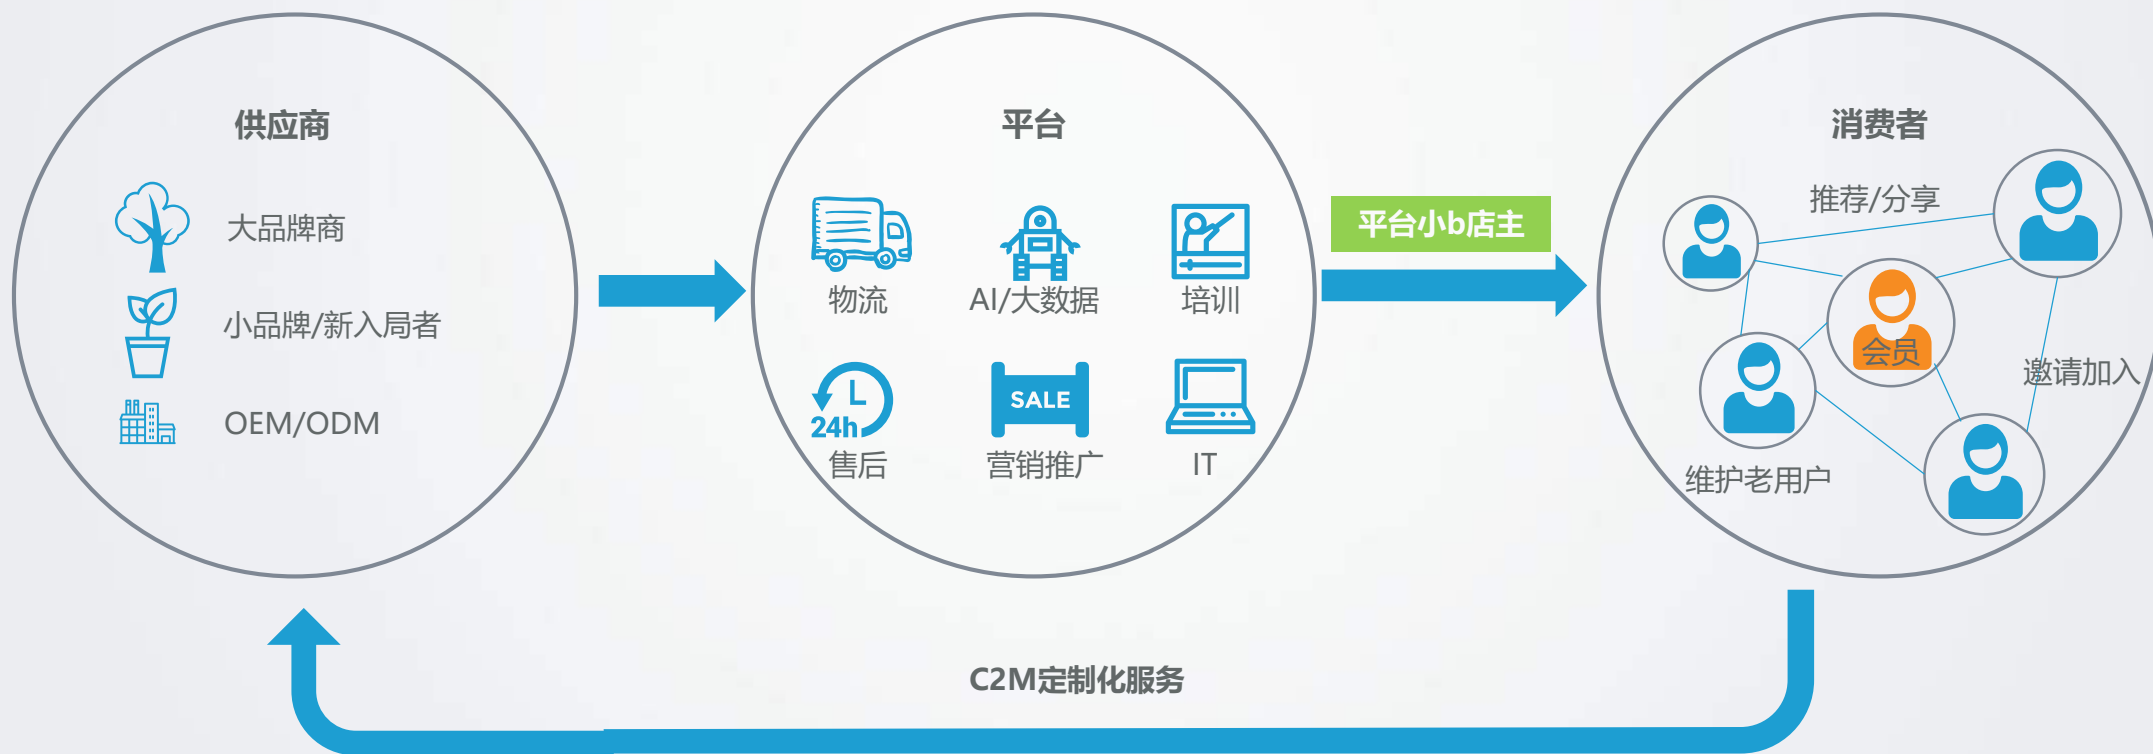 供应商
大品牌商
小品牌/新入局者
OEM/ODM
平台
物流
AI/大数据
培训
24h
售后
SALE
营销推广
IT
平台小b店主
消费者
推荐/分享
会员
邀请加入
维护老用户
C2M定制化服务